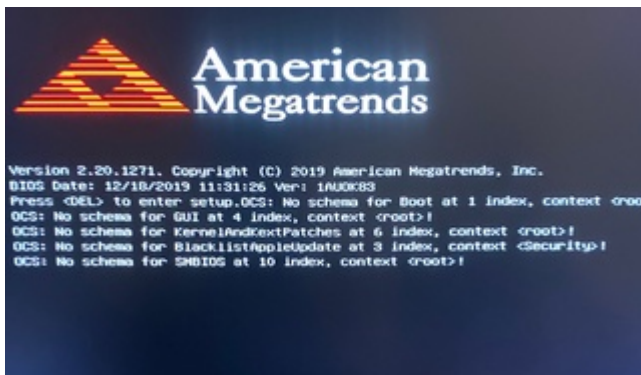 American
Megatrends
Version 2.20.1271. Copyright (C) 2019 American Megatrends, Inc.
BIOS Date: 12/18/2019 11:31:26 Ver: 1AUOK83
Press <DEL> to enter setup.OCS: No schema for Boot at 1 index, context <roo
OCS: No schema for GUI at 4 index, context <root>!
OCS: No schema for KernelAndKextPatches at 6 index, context <root>!
OCS: No schema for BlacklistAppleUpdate at 3 index, context <Security>!
OCS: No schema for SMBIOS at 10 index, context <root>!